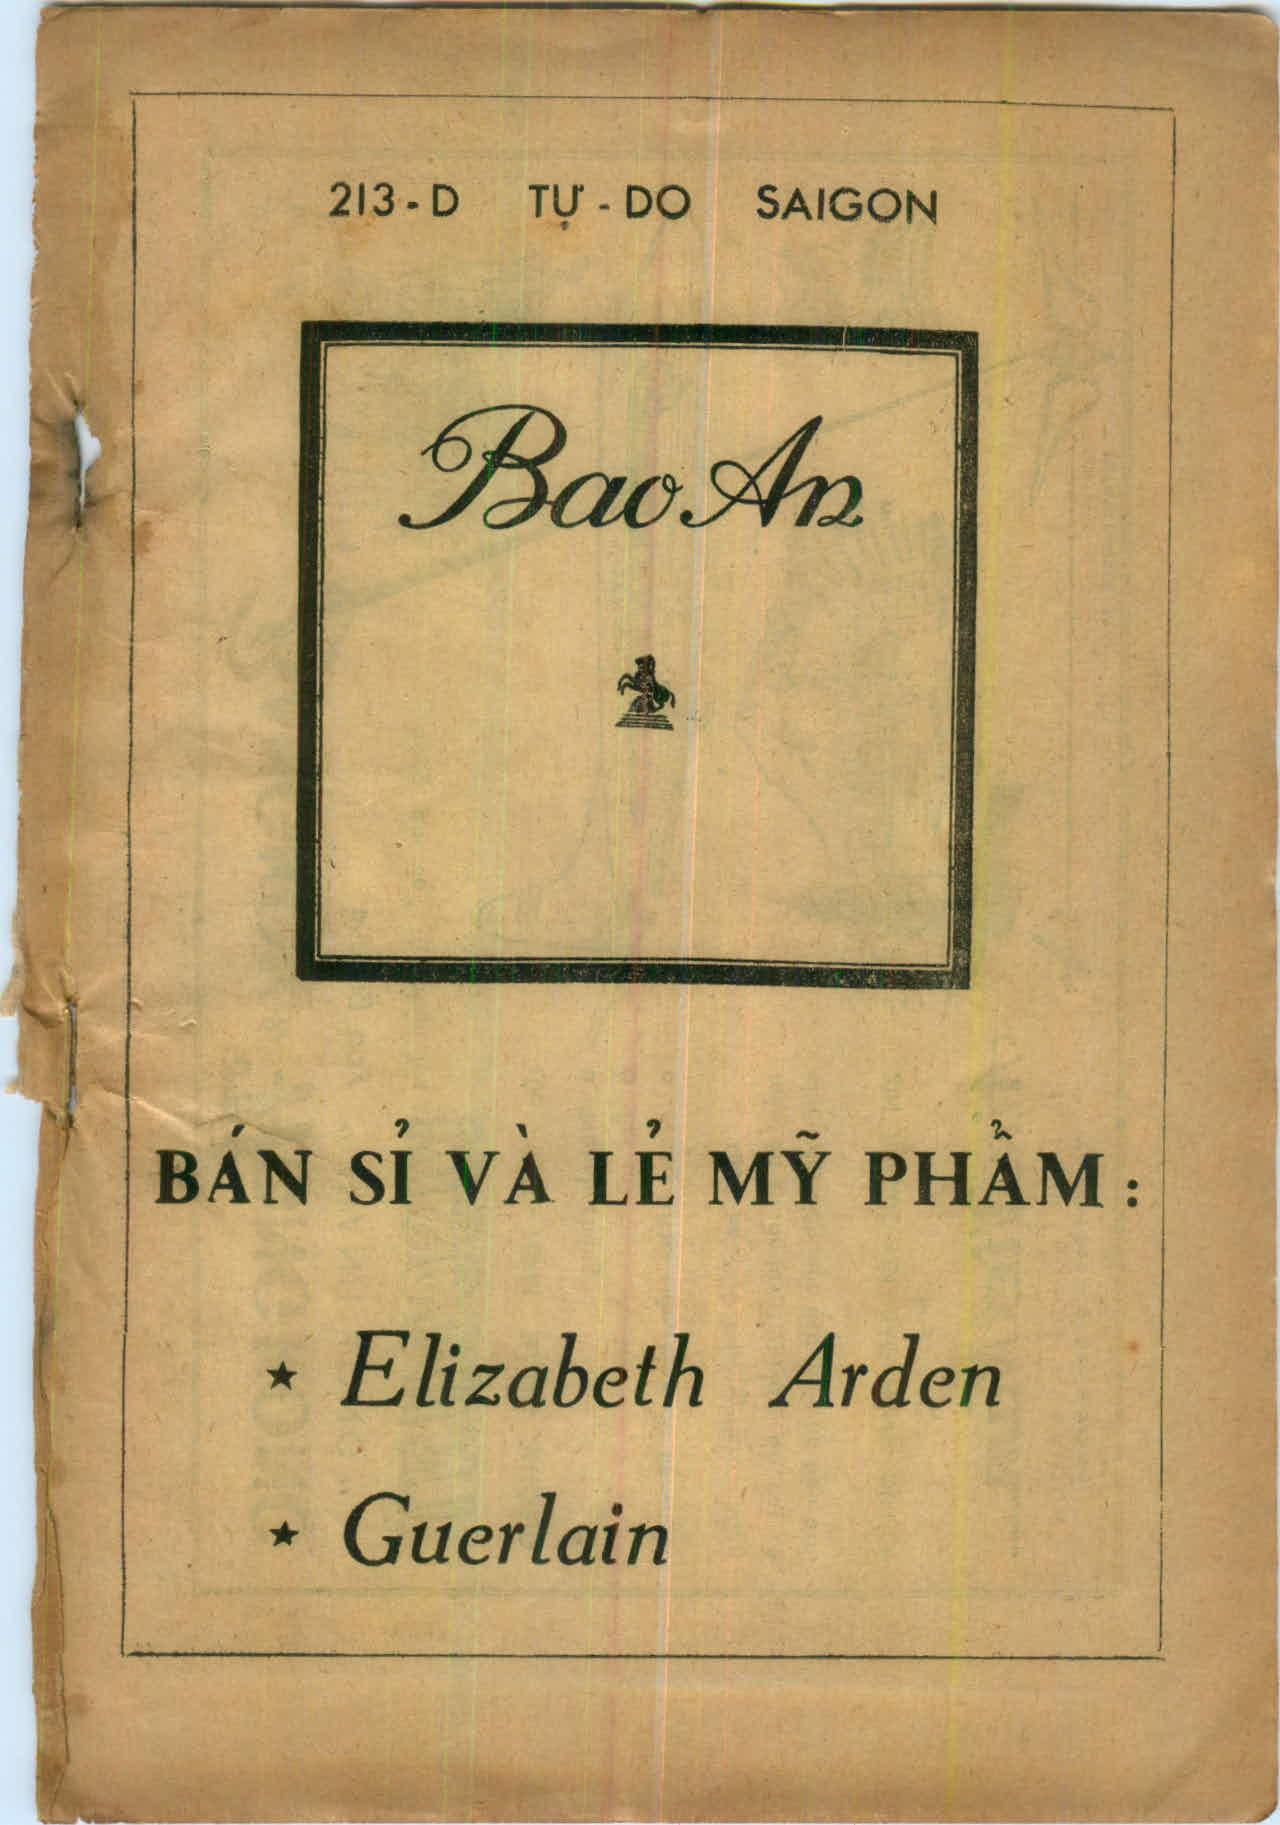 213-D TỰ-DO SAIGON
Bao An
BÁN SỈ VÀ LẺ MỸ PHẨM :
★ Elizabeth Arden
★ Guerlain